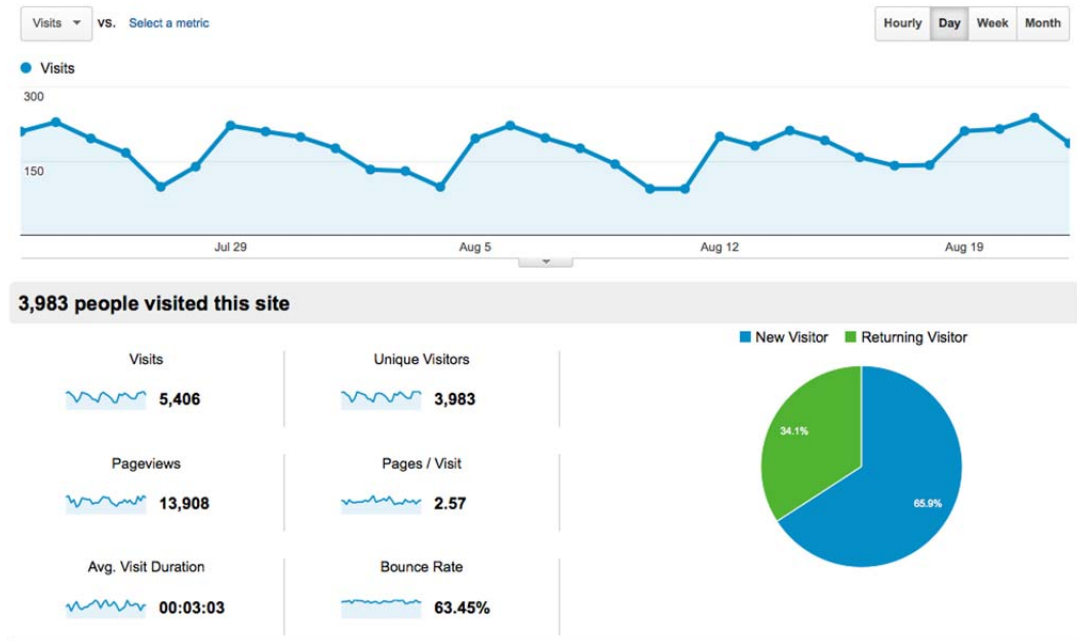 Visits VS. Select a metric Hourly Day Week Month
Visits
300
150
Jul 29 Aug 5 Aug 12 Aug 19
3,983 people visited this site
New Visitor Returning Visitor
Visits Unique Visitors
5,406 3,983
34.1%
Pageviews Pages / Visit
13,908 2.57
65.9%
Avg. Visit Duration Bounce Rate
00:03:03 63.45%